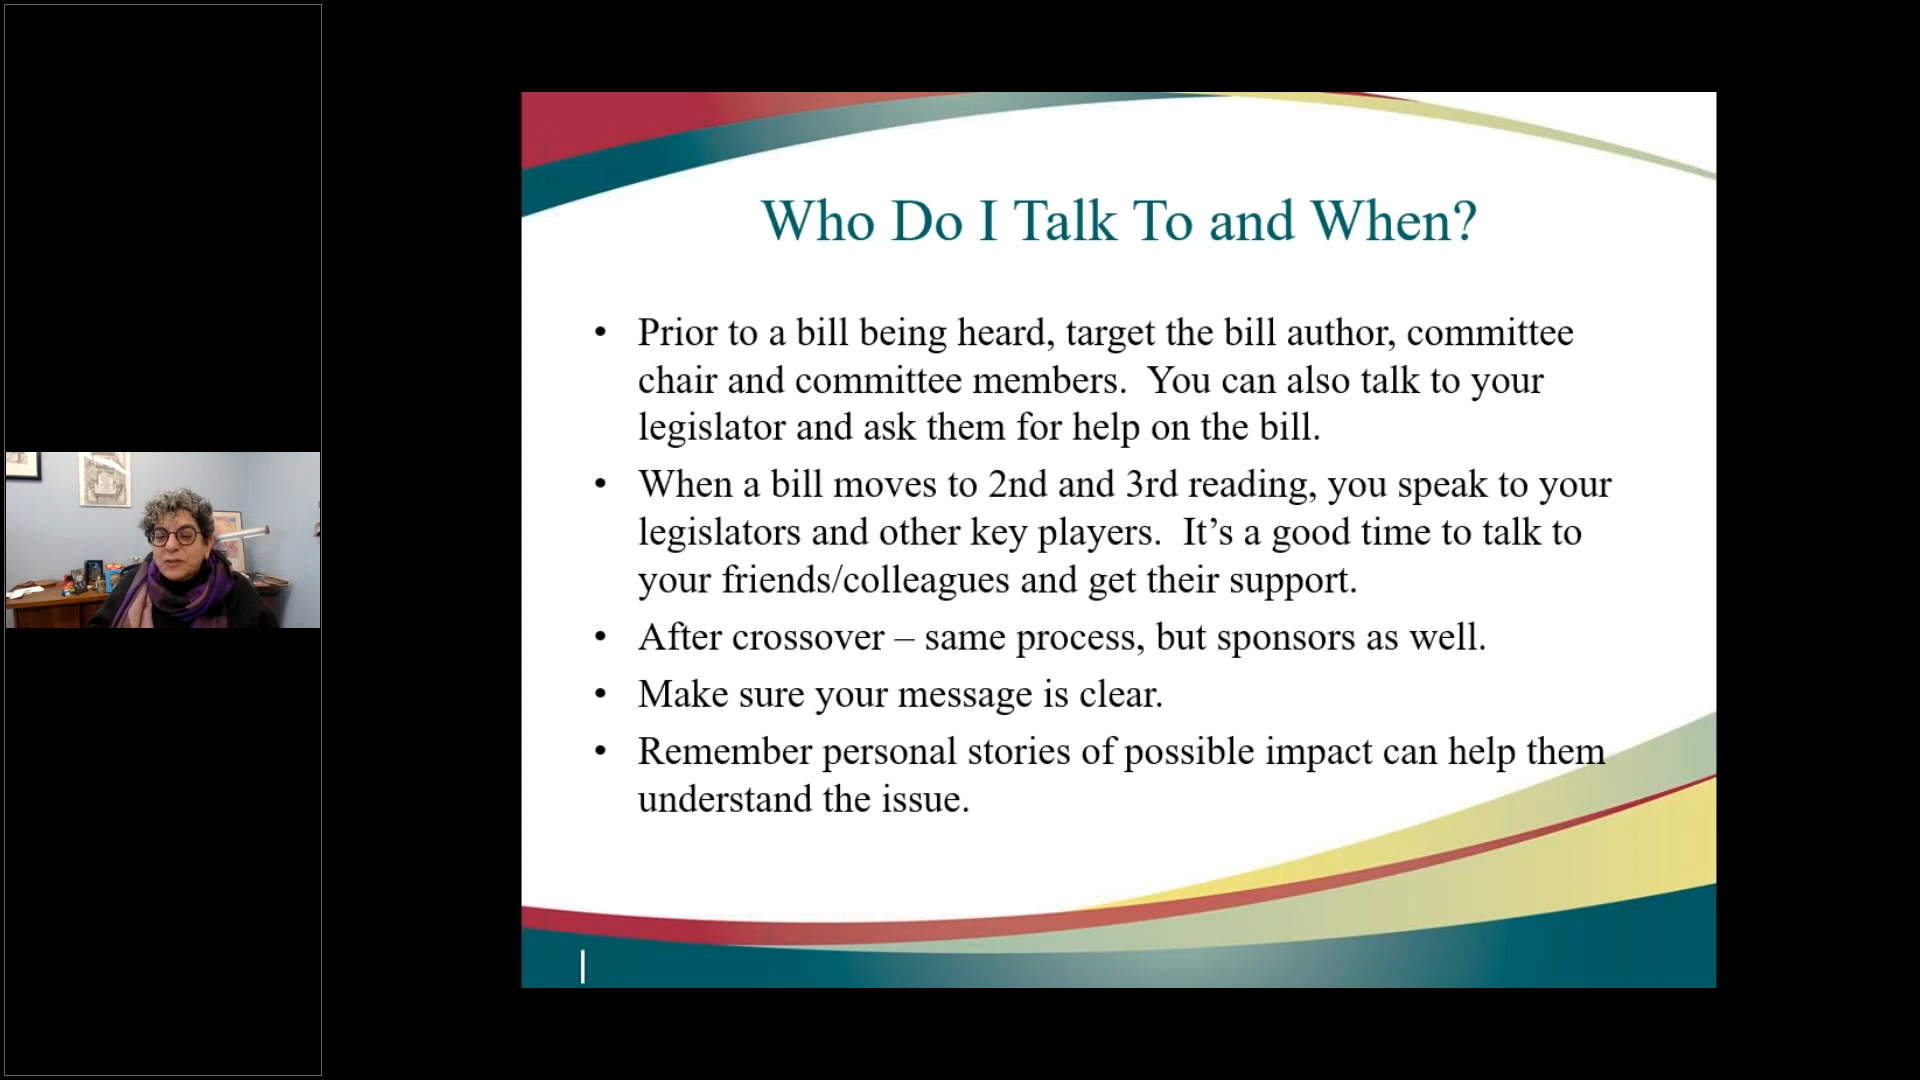 Who Do I Talk To and When?
• Prior to a bill being heard, target the bill author, committee
chair and committee members.  You can also talk to your
legislator and ask them for help on the bill.
• When a bill moves to 2nd and 3rd reading, you speak to your
legislators and other key players.  It’s a good time to talk to
your friends/colleagues and get their support.
• After crossover – same process, but sponsors as well.
• Make sure your message is clear.
• Remember personal stories of possible impact can help them
understand the issue.